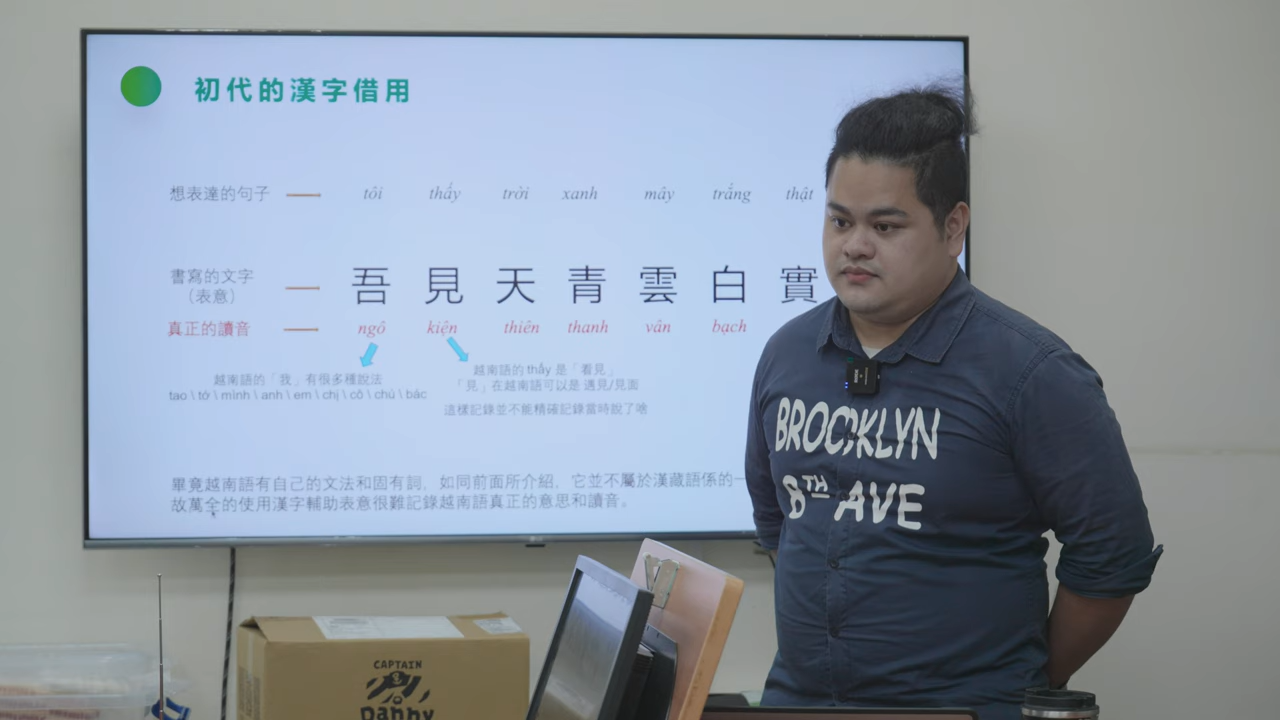 初代的漢字借用
想表達的句子 tôi thấy trời xanh mây trắng thật
書寫的文字
（表意） 吾 見 天 青 雲 白 實
真正的讀音 ngô kiện thiên thanh vân bạch
越南語的「我」有很多種說法
tao \ tớ \ mình \ anh \ em \ chị \ cô \ chú \ bác
越南語的 thấy 是「看見」
「見」在越南語可以是 遇見/見面
這樣記錄並不能精確記錄當時說了啥
畢竟越南語有自己的文法和固有詞，如同前面所介紹，它並不屬於漢藏語係的一
故萬全的使用漢字輔助表意很難記錄越南語真正的意思和讀音。
BROOKLYN
8TH AVE
CAPTAIN
Danny